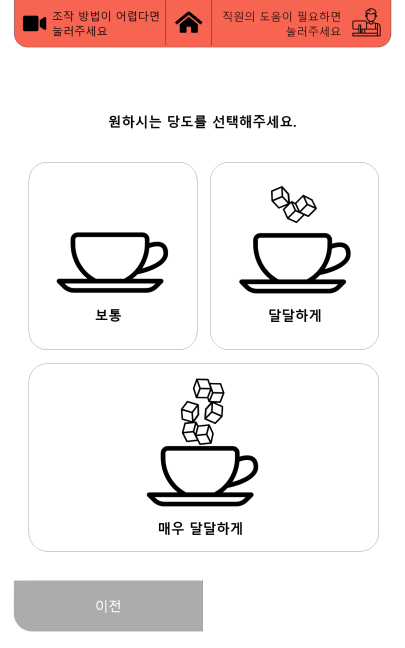 조작 방법이 어렵다면
눌러주세요
직원의 도움이 필요하면
눌러주세요
원하시는 당도를 선택해주세요.
보통
달달하게
매우 달달하게
이전